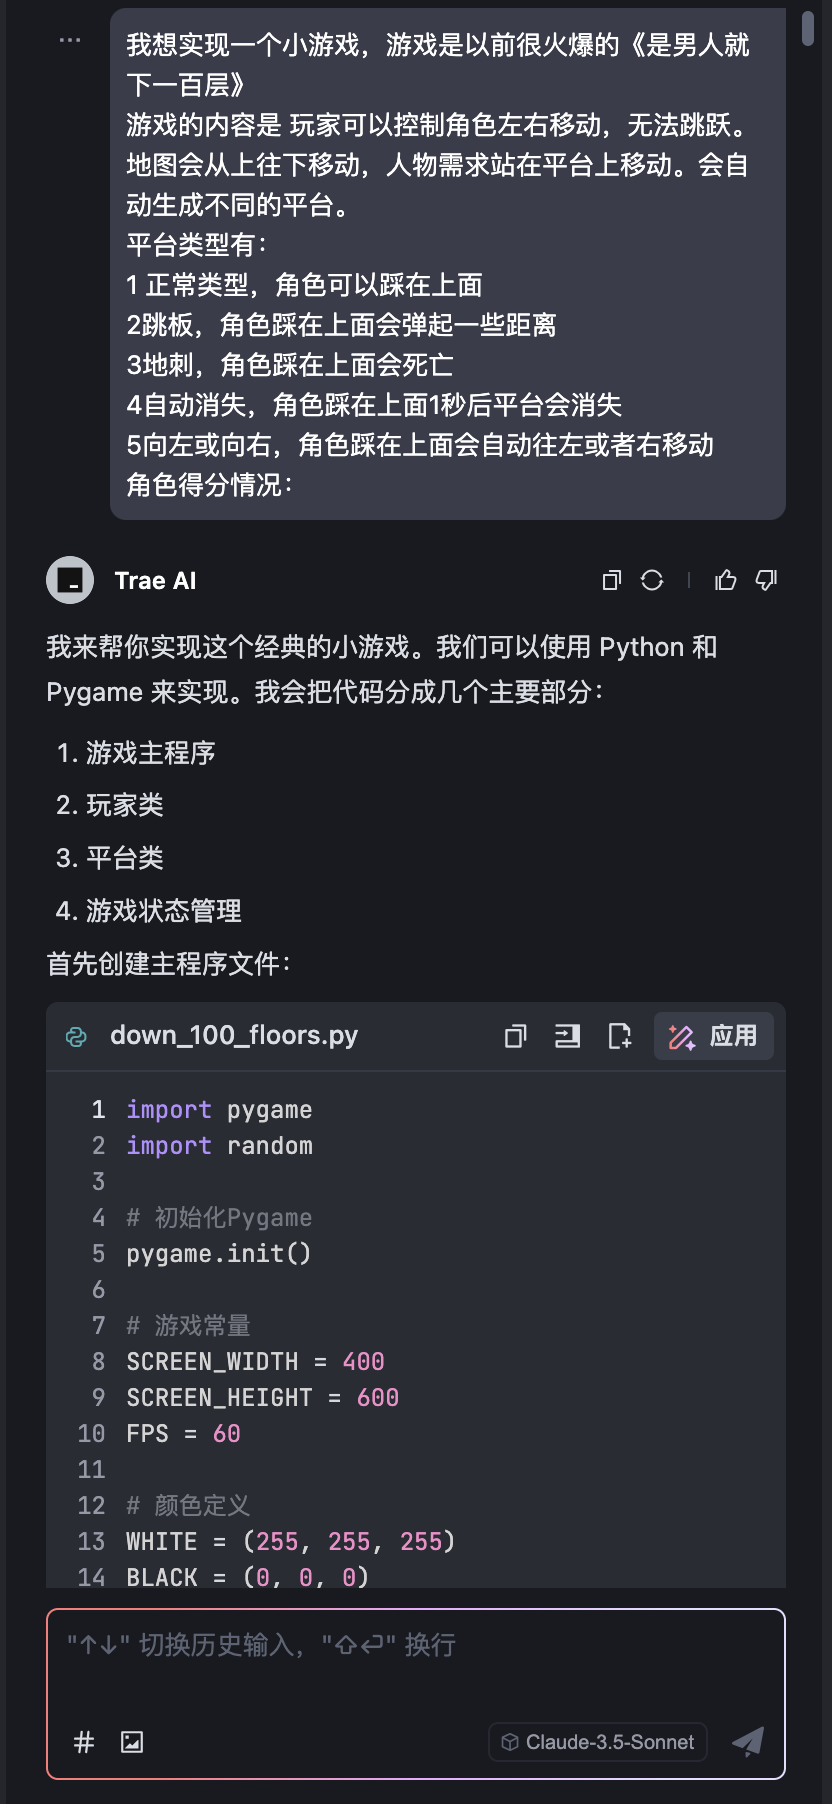 我想实现一个小游戏，游戏是以前很火爆的《是男人就
下一百层》
游戏的内容是 玩家可以控制角色左右移动，无法跳跃。
地图会从上往下移动，人物需求站在平台上移动。会自
动生成不同的平台。
平台类型有：
1 正常类型，角色可以踩在上面
2跳板，角色踩在上面会弹起一些距离
3地刺，角色踩在上面会死亡
4自动消失，角色踩在上面1秒后平台会消失
5向左或向右，角色踩在上面会自动往左或者右移动
角色得分情况：
Trae AI
我来帮你实现这个经典的小游戏。我们可以使用 Python 和
Pygame 来实现。我会把代码分成几个主要部分：
1. 游戏主程序
2. 玩家类
3. 平台类
4. 游戏状态管理
首先创建主程序文件：
down_100_floors.py 应用
1 import pygame
2 import random
3
4 # 初始化Pygame
5 pygame.init()
6
7 # 游戏常量
8 SCREEN_WIDTH = 400
9 SCREEN_HEIGHT = 600
10 FPS = 60
11
12 # 颜色定义
13 WHITE = (255, 255, 255)
14 BLACK = (0, 0, 0)
"↑↓" 切换历史输入，"⇧⏎" 换行
# Claude-3.5-Sonnet